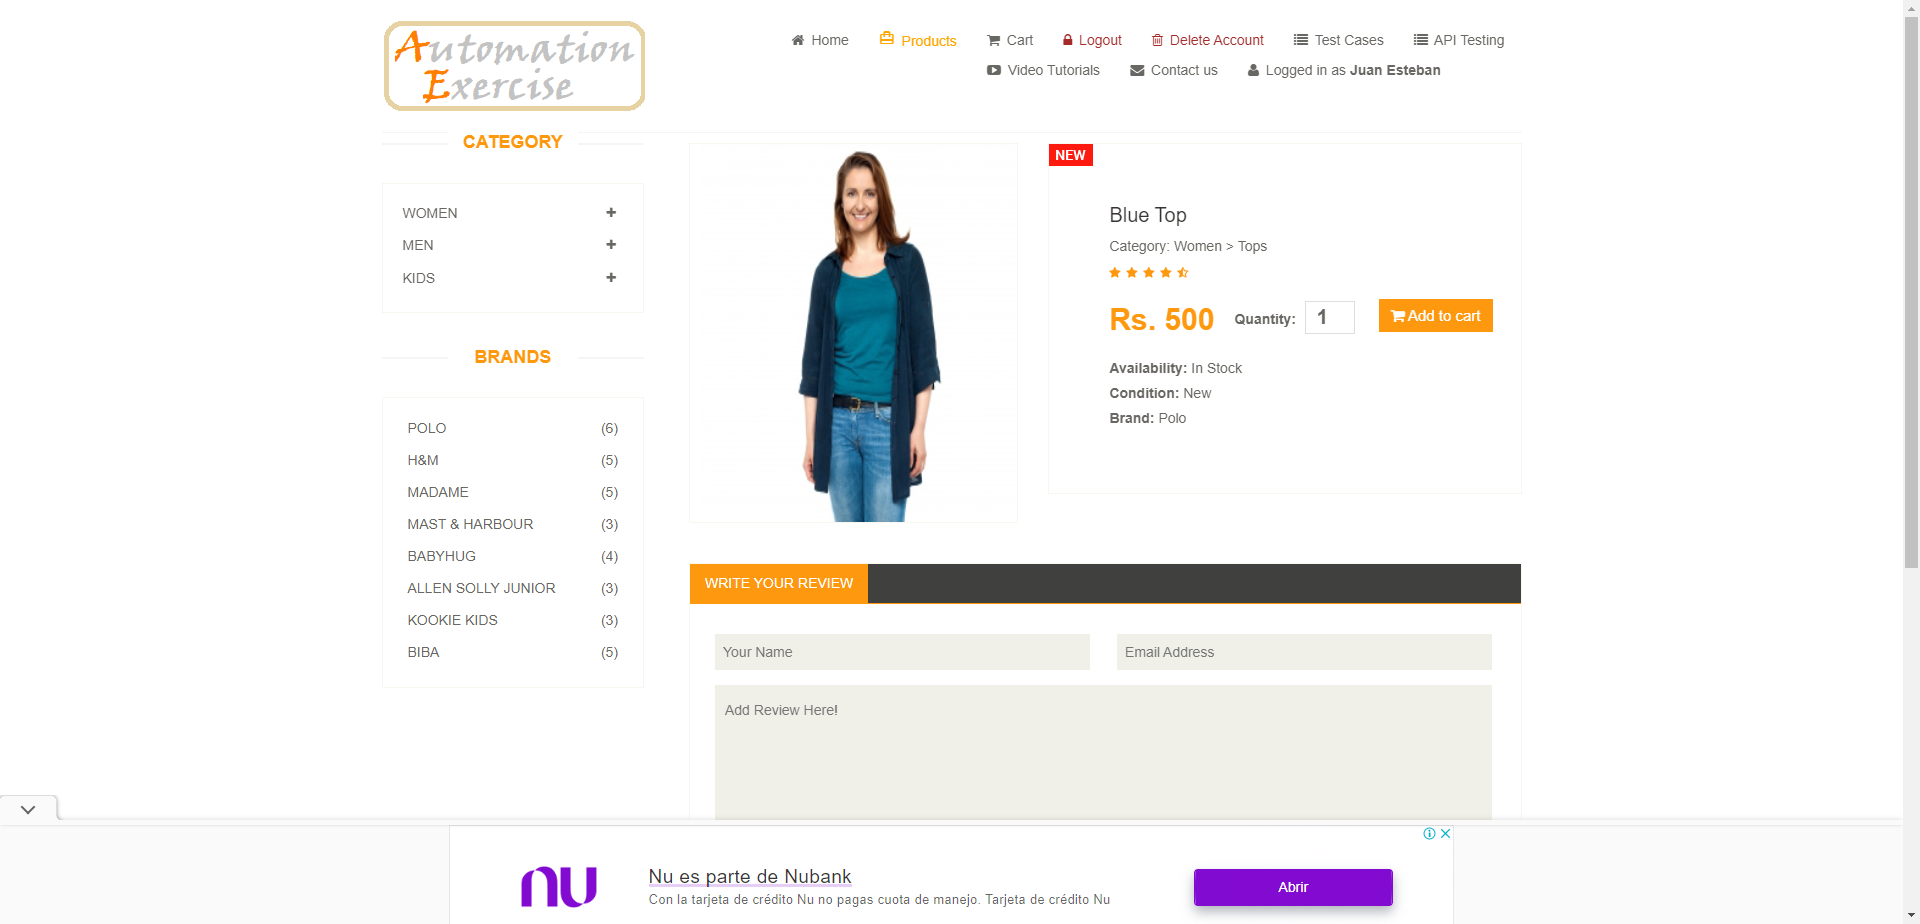 Automation
Exercise
Home
Products
Cart
Logout
Delete Account
Test Cases
API Testing
Video Tutorials
Contact us
Logged in as Juan Esteban
CATEGORY
WOMEN
MEN
KIDS
BRANDS
POLO (6)
H&M (5)
MADAME (5)
MAST & HARBOUR (3)
BABYHUG (4)
ALLEN SOLLY JUNIOR (3)
KOOKIE KIDS (3)
BIBA (5)
NEW
Blue Top
Category: Women > Tops
Rs. 500 Quantity: 1 Add to cart
Availability: In Stock
Condition: New
Brand: Polo
WRITE YOUR REVIEW
Your Name
Email Address
Add Review Here!
nu
Nu es parte de Nubank
Con la tarjeta de crédito Nu no pagas cuota de manejo. Tarjeta de crédito Nu
Abrir